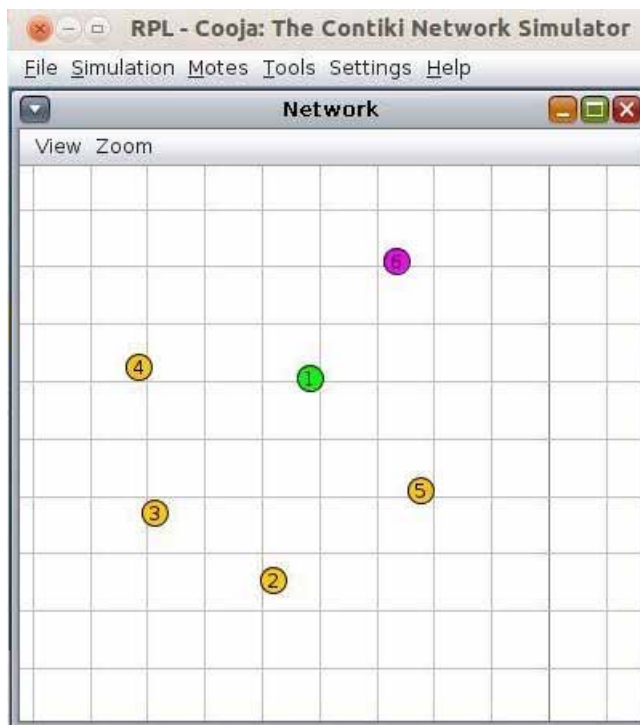 RPL - Cooja: The Contiki Network Simulator
File Simulation Motes Tools Settings Help
Network
View Zoom
6
4
1
5
3
2